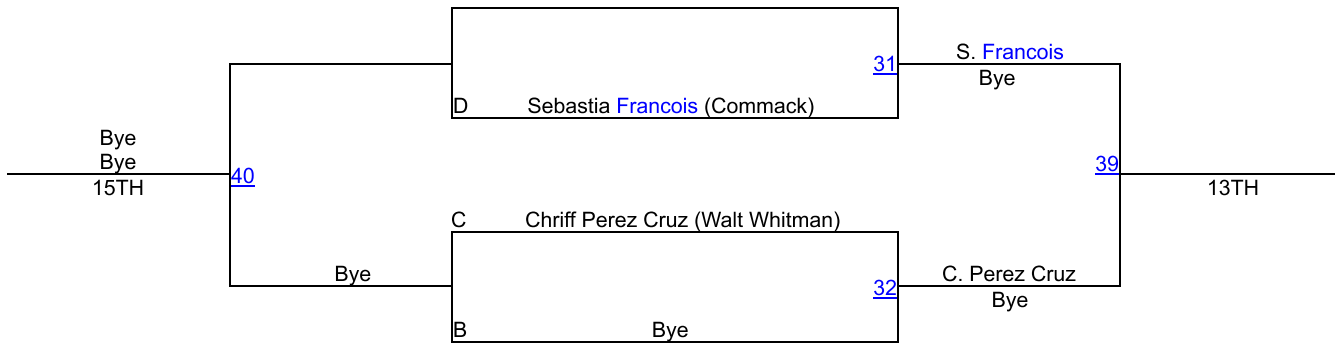 S. Francois
31
Bye
D Sebastia Francois (Commack)
Bye
Bye
15TH
40
39
13TH
C Chriff Perez Cruz (Walt Whitman)
Bye
C. Perez Cruz
32
Bye
B Bye